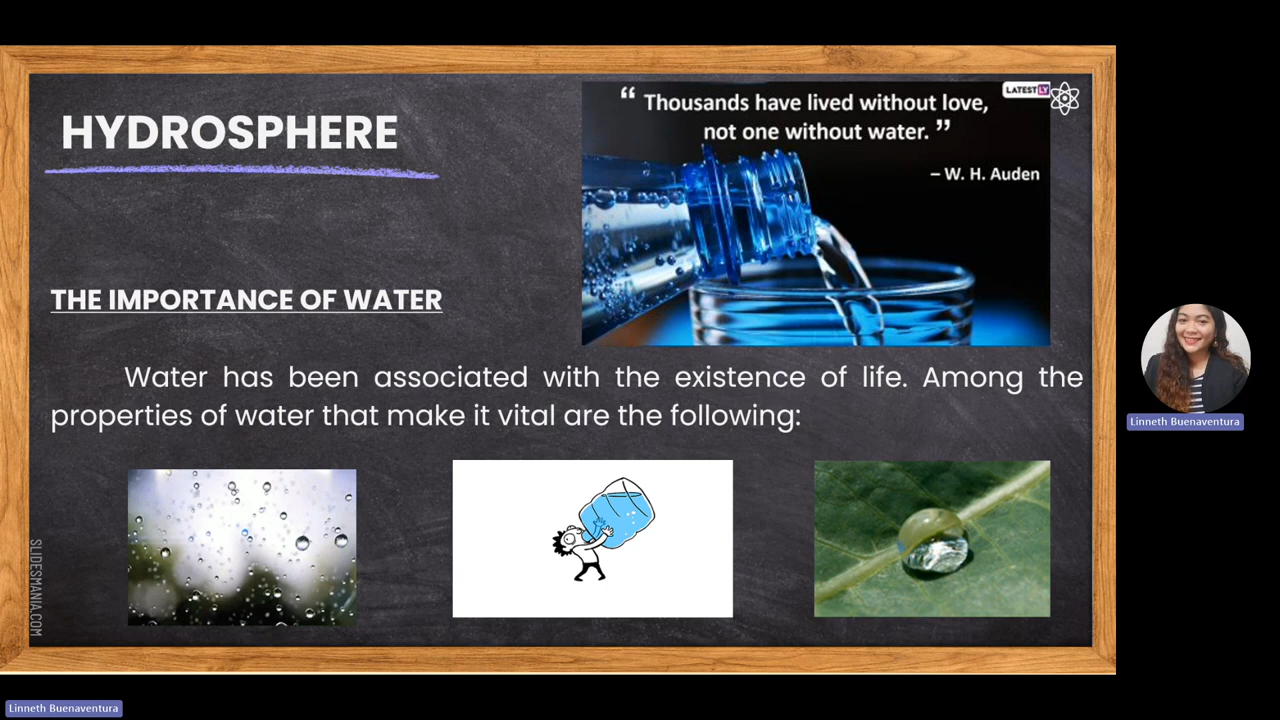 HYDROSPHERE
“ Thousands have lived without love,
not one without water. ”
– W. H. Auden
LATESTLY
THE IMPORTANCE OF WATER
Water has been associated with the existence of life. Among the
properties of water that make it vital are the following:
SLIDESMANIA.COM
Linneth Buenaventura
Linneth Buenaventura